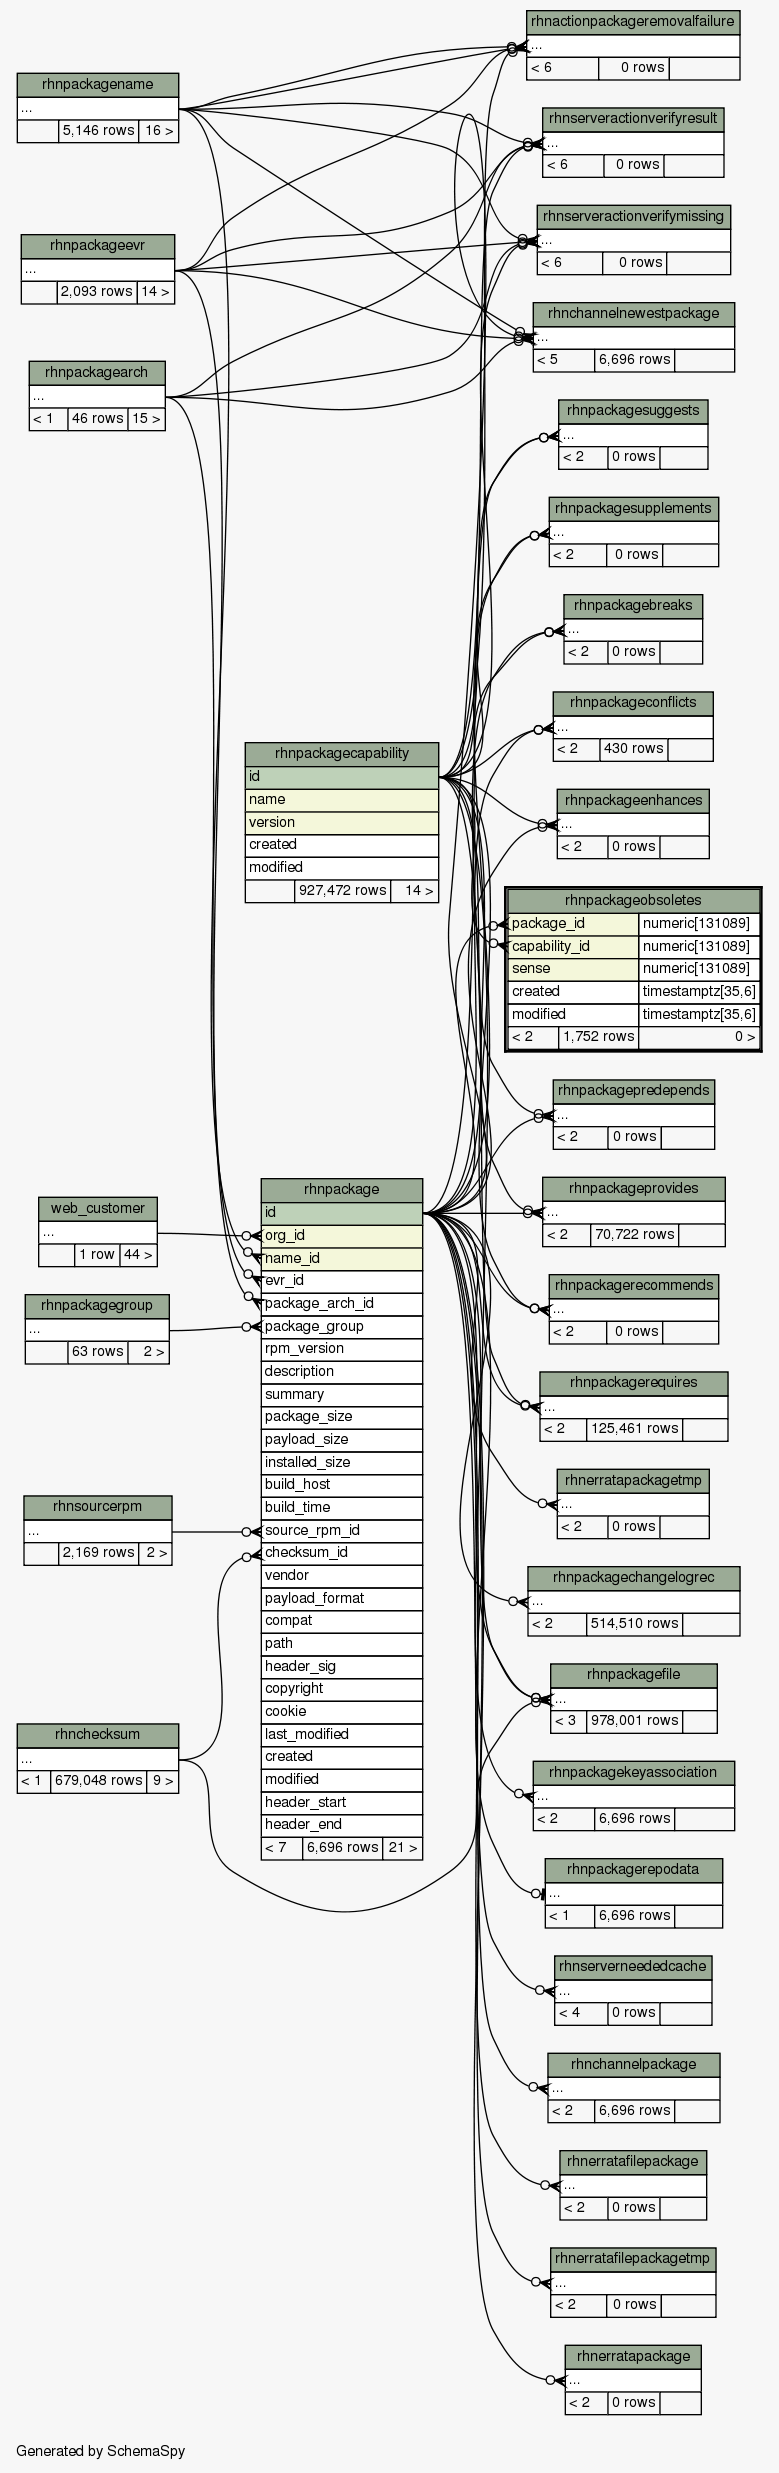 rhnactionpackageremovalfailure
...
< 6 0 rows
rhnpackagename
...
5,146 rows 16 >
rhnserveractionverifyresult
...
< 6 0 rows
rhnserveractionverifymissing
...
< 6 0 rows
rhnpackageevr
...
2,093 rows 14 >
rhnchannelnewestpackage
...
< 5 6,696 rows
rhnpackagearch
...
< 1 46 rows 15 >
rhnpackagesuggests
...
< 2 0 rows
rhnpackagesupplements
...
< 2 0 rows
rhnpackagebreaks
...
< 2 0 rows
rhnpackageconflicts
...
< 2 430 rows
rhnpackagecapability
id
name
version
created
modified
927,472 rows 14 >
rhnpackageenhances
...
< 2 0 rows
rhnpackageobsoletes
package_id numeric[131089]
capability_id numeric[131089]
sense numeric[131089]
created timestamptz[35,6]
modified timestamptz[35,6]
< 2 1,752 rows 0 >
rhnpackagepredepends
...
< 2 0 rows
rhnpackageprovides
...
< 2 70,722 rows
rhnpackagerecommends
...
< 2 0 rows
rhnpackagerequires
...
< 2 125,461 rows
rhnerratapackagetmp
...
< 2 0 rows
rhnpackagechangelogrec
...
< 2 514,510 rows
rhnpackagefile
...
< 3 978,001 rows
rhnpackagekeyassociation
...
< 2 6,696 rows
rhnpackagerepodata
...
< 1 6,696 rows
rhnserverneededcache
...
< 4 0 rows
rhnchannelpackage
...
< 2 6,696 rows
rhnerratafilepackage
...
< 2 0 rows
rhnerratafilepackagetmp
...
< 2 0 rows
rhnerratapackage
...
< 2 0 rows
rhnpackage
id
org_id
name_id
evr_id
package_arch_id
package_group
rpm_version
description
summary
package_size
payload_size
installed_size
build_host
build_time
source_rpm_id
checksum_id
vendor
payload_format
compat
path
header_sig
copyright
cookie
last_modified
created
modified
header_start
header_end
< 7 6,696 rows 21 >
web_customer
...
1 row 44 >
rhnpackagegroup
...
63 rows 2 >
rhnsourcerpm
...
2,169 rows 2 >
rhnchecksum
...
< 1 679,048 rows 9 >
Generated by SchemaSpy